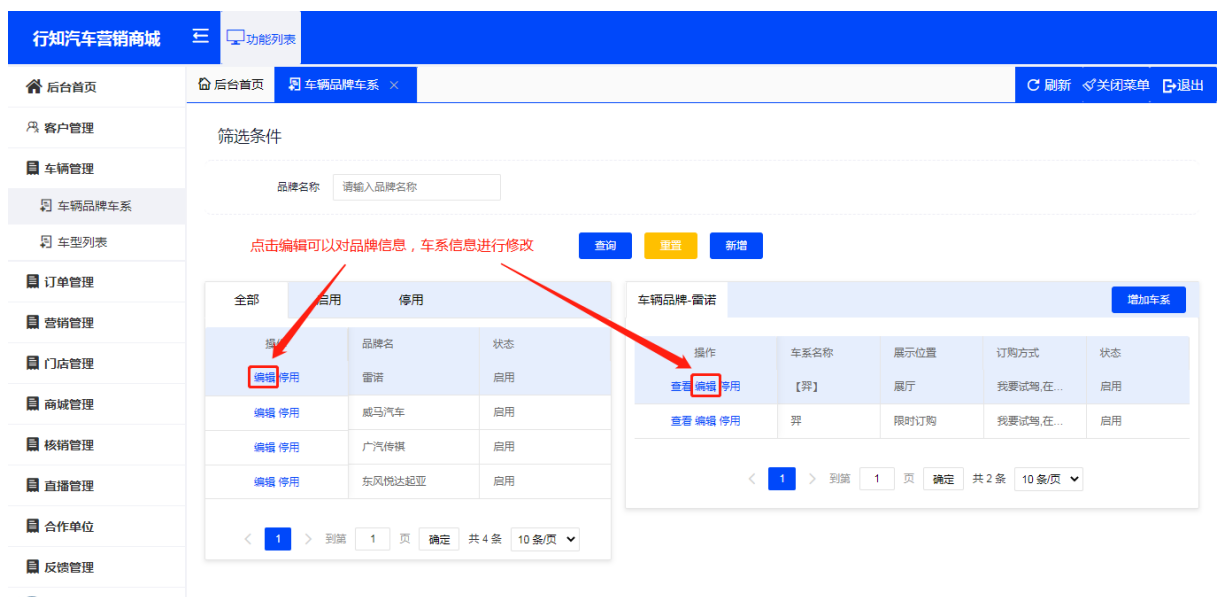 行知汽车营销商城
功能列表
后台首页
客户管理
车辆管理
车辆品牌车系
车型列表
订单管理
营销管理
门店管理
商城管理
核销管理
直播管理
合作单位
反馈管理
后台首页 车辆品牌车系 × 刷新 关闭菜单 退出
筛选条件
品牌名称 请输入品牌名称
点击编辑可以对品牌信息，车系信息进行修改 查询 重置 新增
全部 启用 停用
操作 品牌名 状态
编辑 停用 雷诺 启用
编辑 停用 威马汽车 启用
编辑 停用 广汽传祺 启用
编辑 停用 东风悦达起亚 启用
< 1 > 到第 1 页 确定 共 4 条 10 条/页
车辆品牌-雷诺 增加车系
操作 车系名称 展示位置 订购方式 状态
查看 编辑 停用 【羿】 展厅 我要试驾,在... 启用
查看 编辑 停用 羿 限时订购 我要试驾,在... 启用
< 1 > 到第 1 页 确定 共 2 条 10 条/页